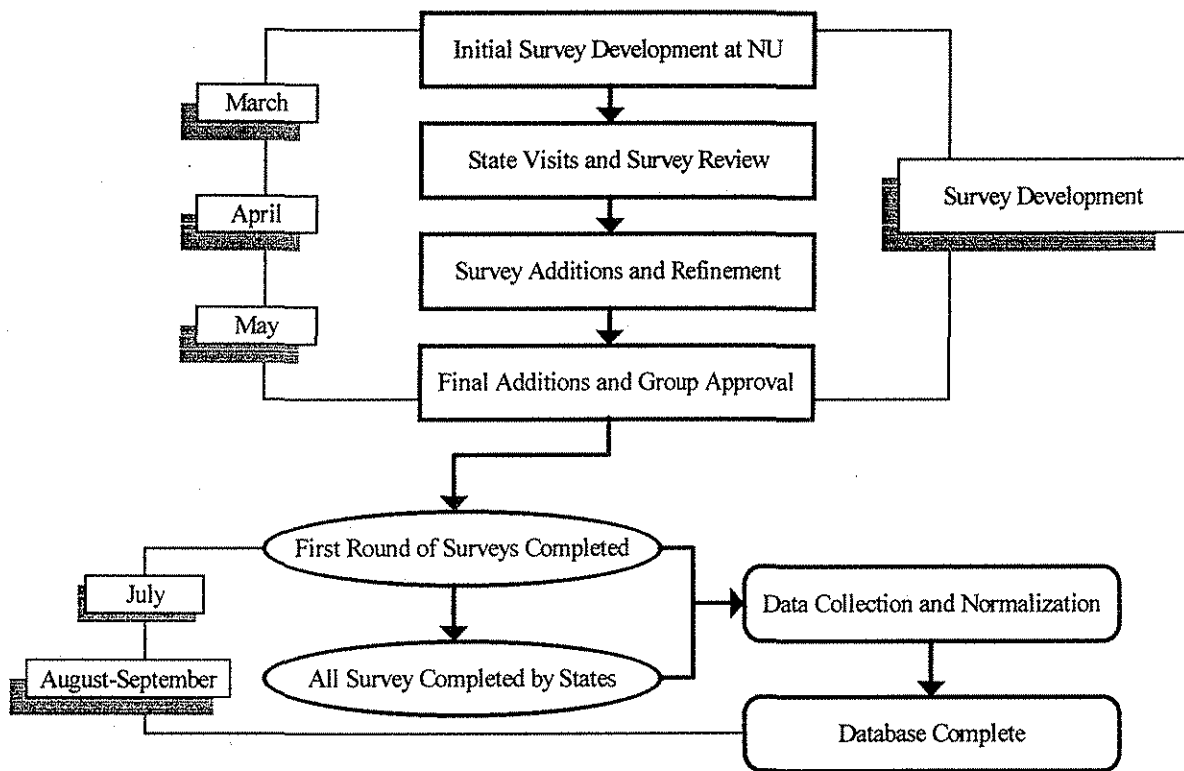 Initial Survey Development at NU
March
State Visits and Survey Review
Survey Development
April
Survey Additions and Refinement
May
Final Additions and Group Approval
First Round of Surveys Completed
July
Data Collection and Normalization
August-September
All Survey Completed by States
Database Complete